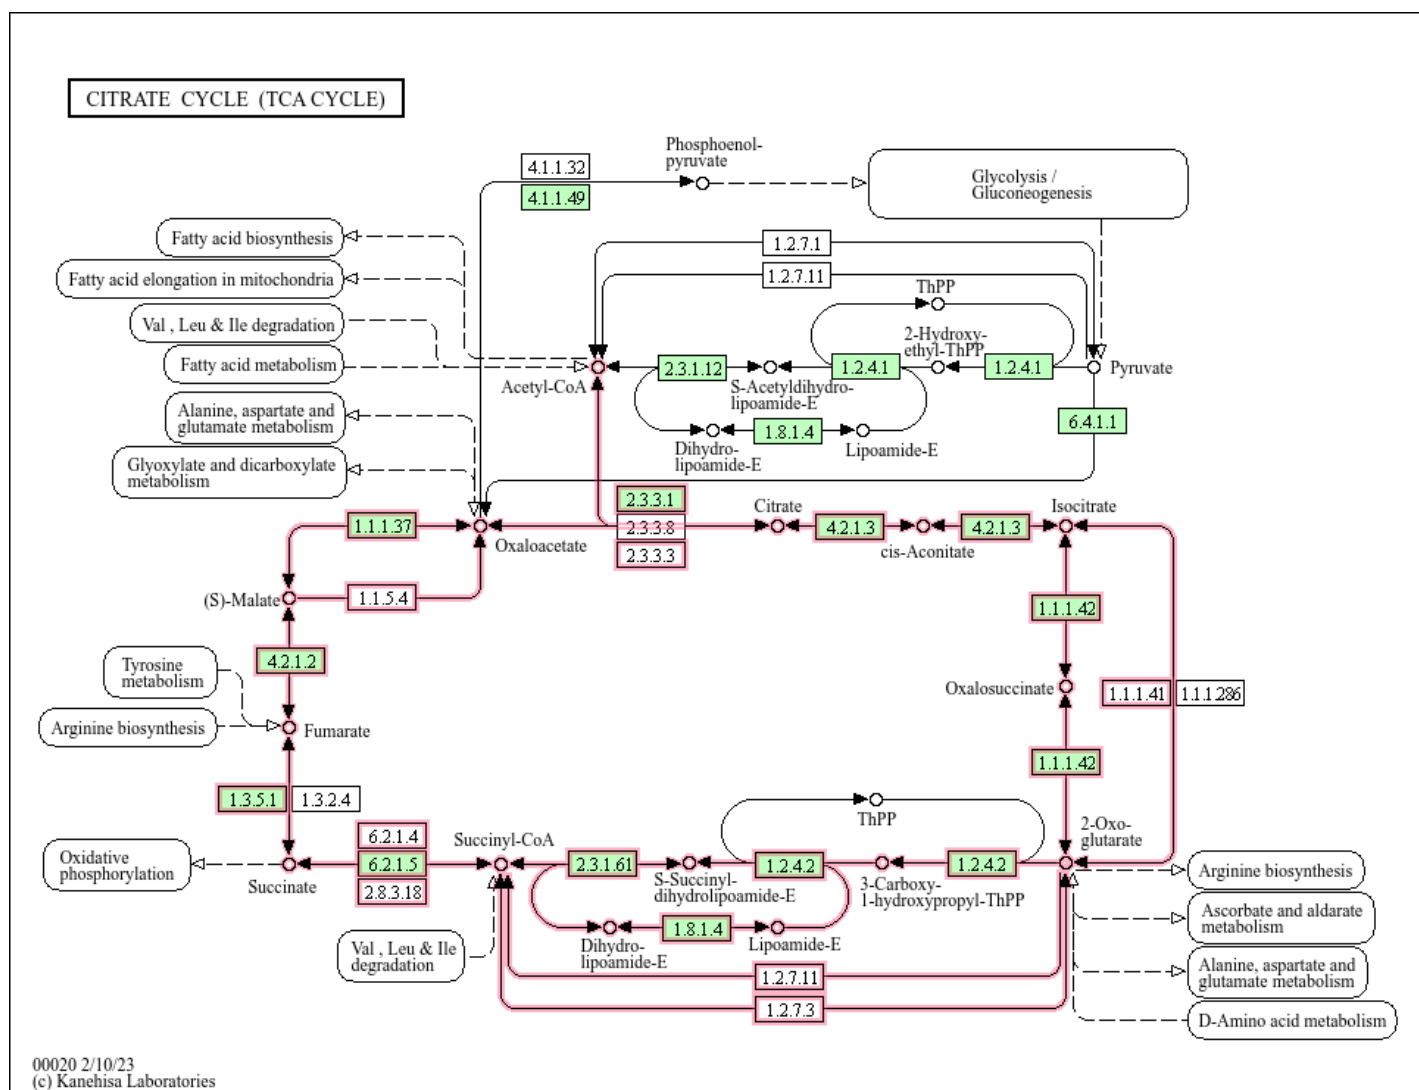 CITRATE CYCLE (TCA CYCLE)
Phosphoenol-
pyruvate
4.1.1.32
4.1.1.49
Glycolysis /
Gluconeogenesis
Fatty acid biosynthesis
Fatty acid elongation in mitochondria
Val , Leu & Ile degradation
Fatty acid metabolism
Alanine, aspartate and
glutamate metabolism
Glyoxylate and dicarboxylate
metabolism
1.2.7.1
1.2.7.11
ThPP
2-Hydroxy-
ethyl-ThPP
2.3.1.12
1.2.4.1
1.2.4.1
Pyruvate
Acetyl-CoA
S-Acetyldihydro-
lipoamide-E
6.4.1.1
1.8.1.4
Dihydro-
lipoamide-E
Lipoamide-E
2.3.3.1
2.3.3.8
2.3.3.3
Citrate
4.2.1.3
cis-Aconitate
4.2.1.3
Isocitrate
1.1.1.37
Oxaloacetate
(S)-Malate
1.1.5.4
1.1.1.42
4.2.1.2
Tyrosine
metabolism
Arginine biosynthesis
Fumarate
Oxalosuccinate
1.1.1.41
1.1.1.286
1.1.1.42
1.3.5.1
1.3.2.4
ThPP
Oxidative
phosphorylation
Succinate
6.2.1.4
6.2.1.5
2.8.3.18
Succinyl-CoA
2.3.1.61
S-Succinyl-
dihydrolipoamide-E
1.2.4.2
3-Carboxy-
1-hydroxypropyl-ThPP
1.2.4.2
2-Oxo-
glutarate
Val , Leu & Ile
degradation
Dihydro-
lipoamide-E
1.8.1.4
Lipoamide-E
1.2.7.11
1.2.7.3
Arginine biosynthesis
Ascorbate and aldarate
metabolism
Alanine, aspartate and
glutamate metabolism
D-Amino acid metabolism
00020 2/10/23
(c) Kanehisa Laboratories